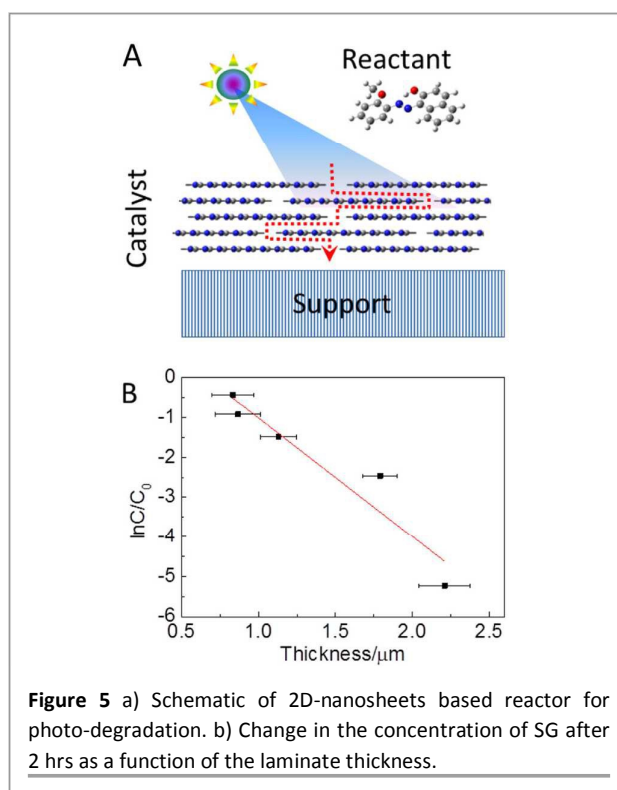 A
Reactant
Catalyst
Support
B
0
-1
-2
-3
-4
-5
-6
lnC/C₀
0.5 1.0 1.5 2.0 2.5
Thickness/μm
Figure 5 a) Schematic of 2D-nanosheets based reactor for
photo-degradation. b) Change in the concentration of SG after
2 hrs as a function of the laminate thickness.